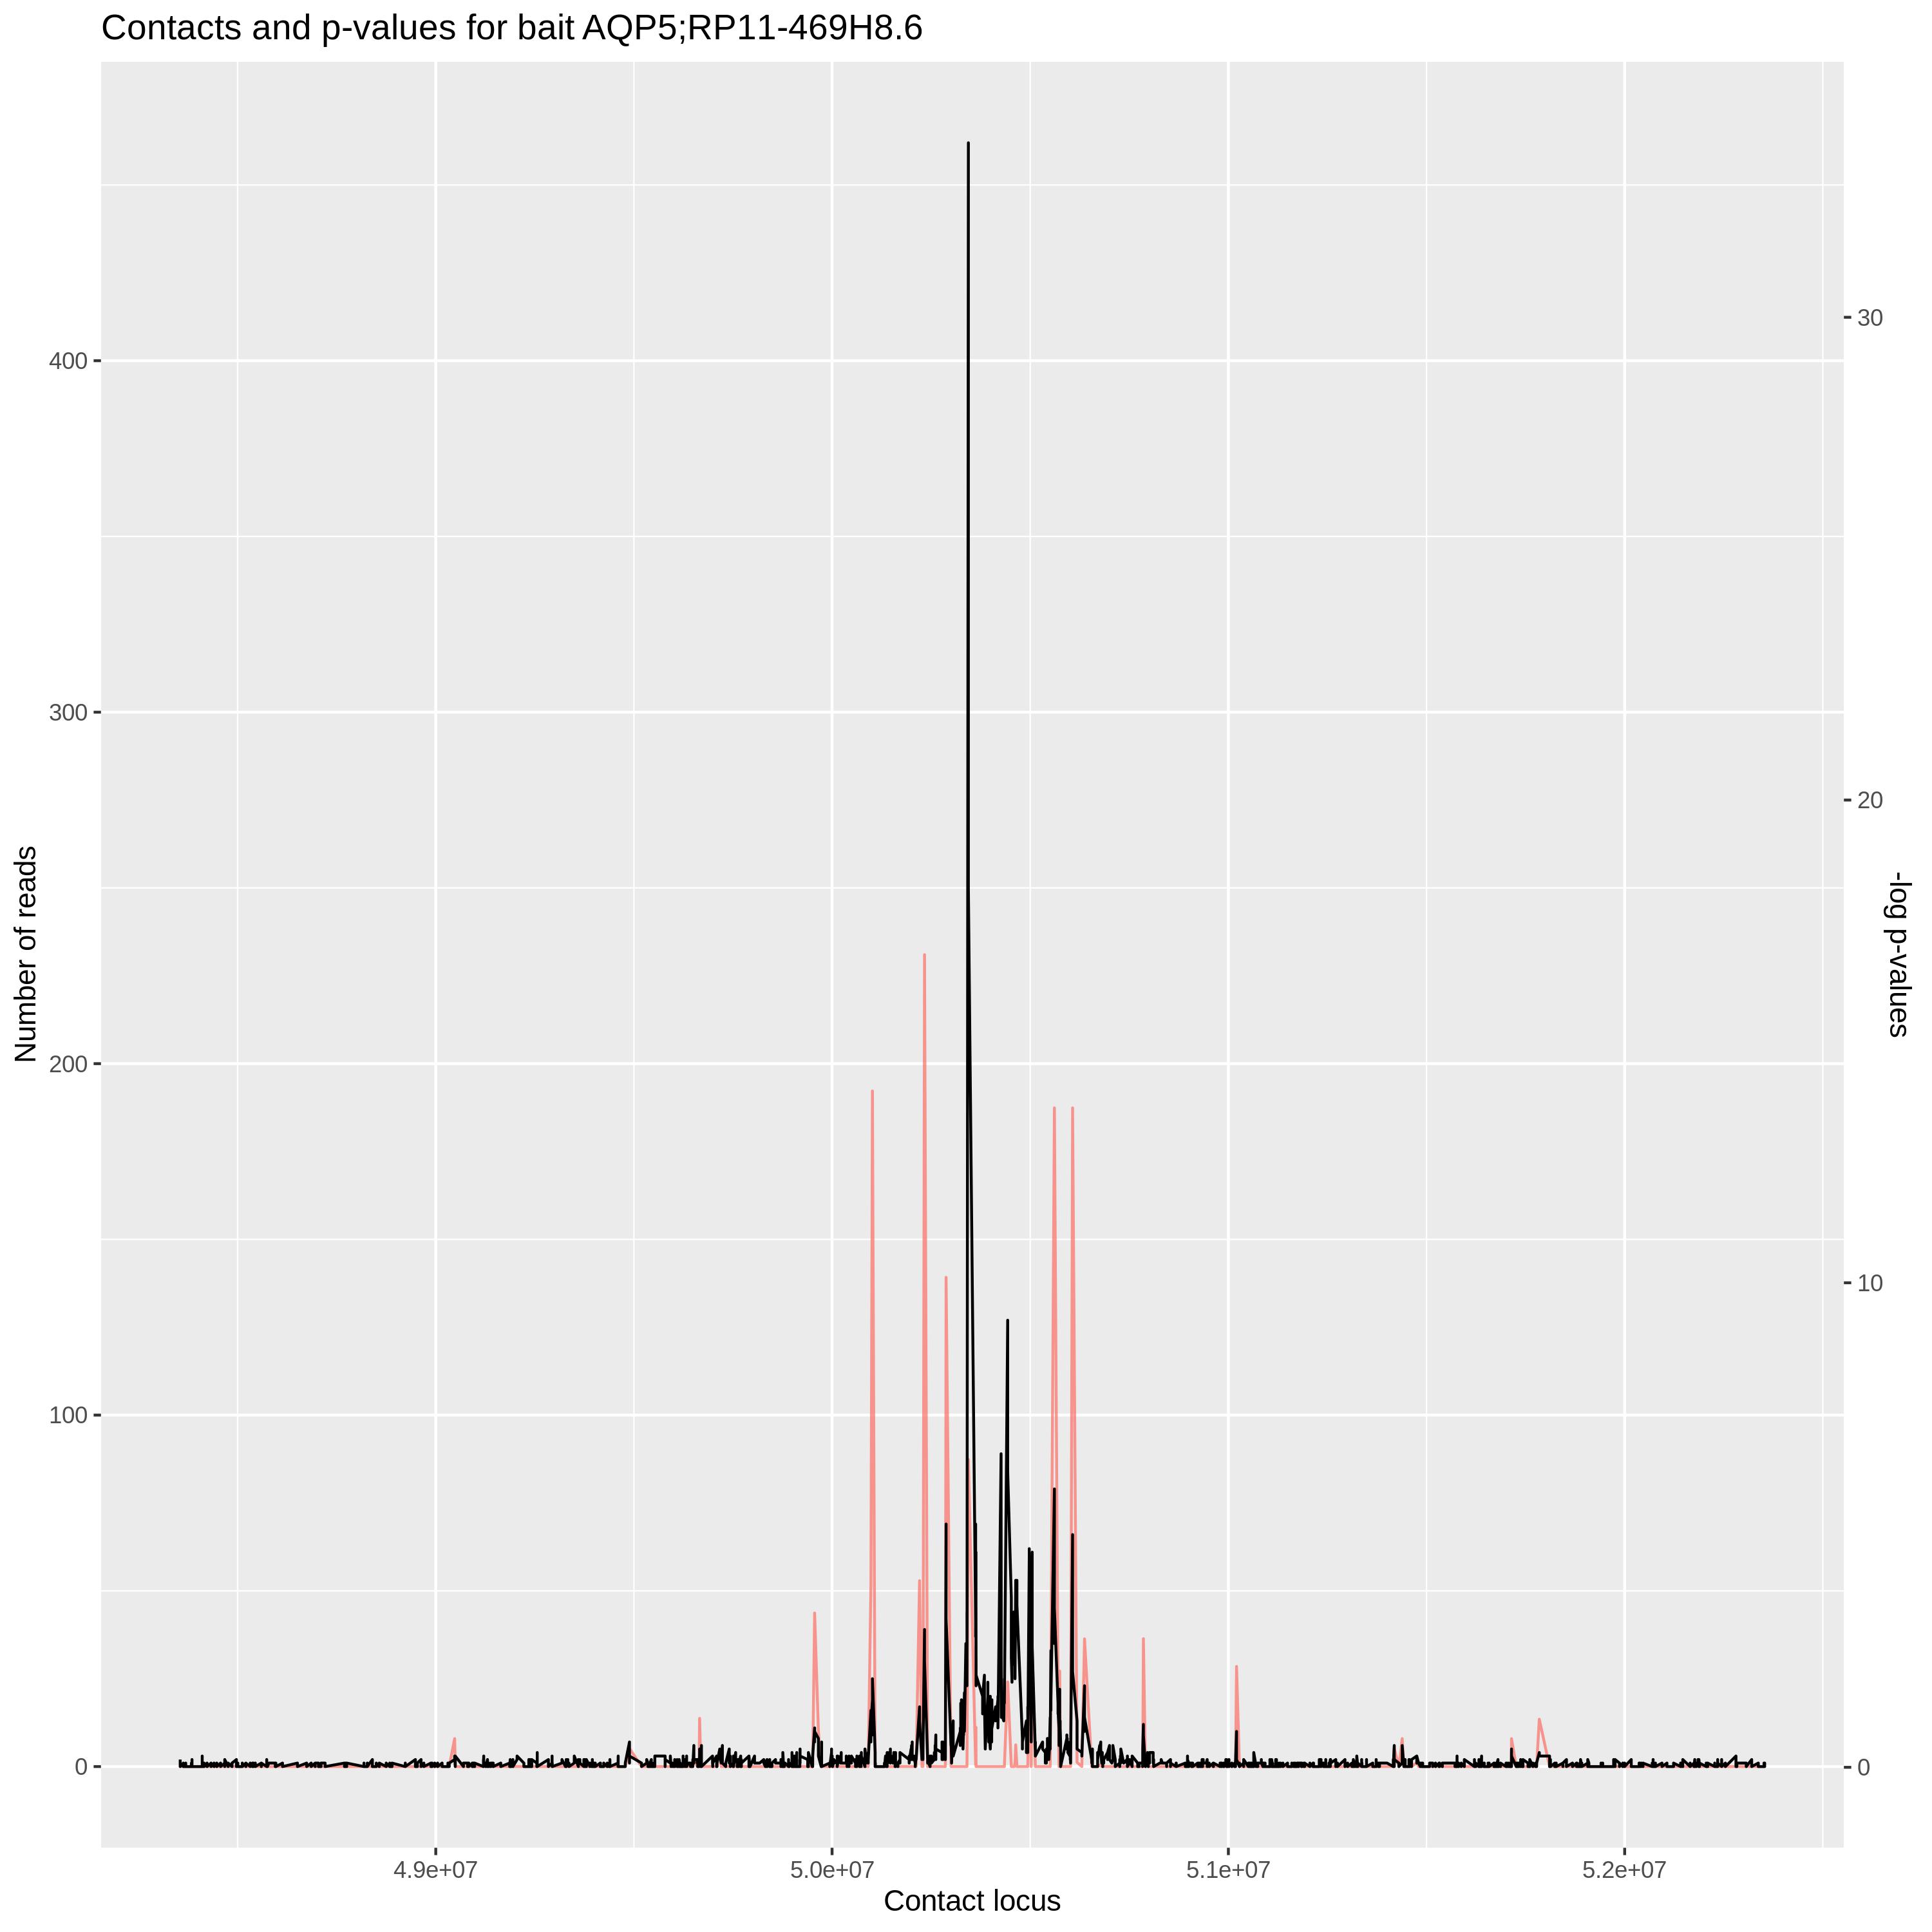 Contacts and p-values for bait AQP5;RP11-469H8.6
Number of reads
400
300
200
100
0
30
20
10
0
-log p-values
4.9e+07
5.0e+07
5.1e+07
5.2e+07
Contact locus